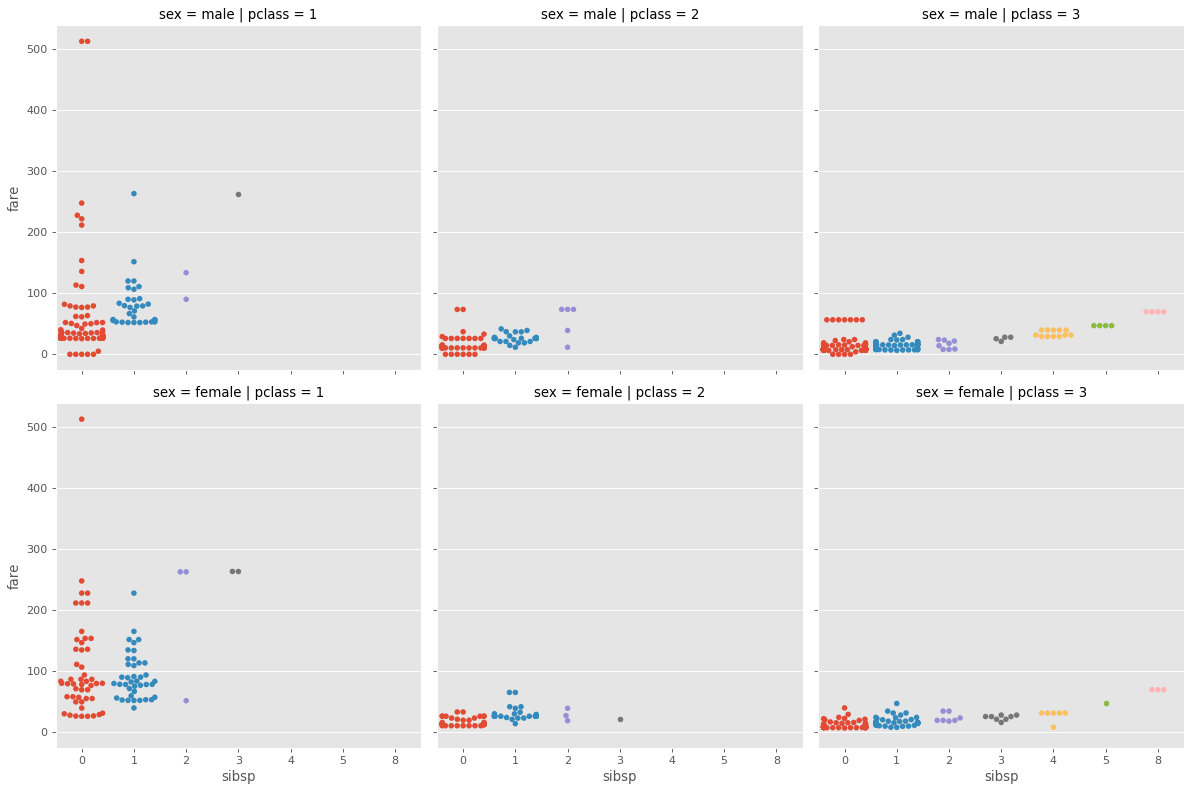 sex = male | pclass = 1
sex = male | pclass = 2
sex = male | pclass = 3
500
400
300
200
100
0
fare
sex = female | pclass = 1
sex = female | pclass = 2
sex = female | pclass = 3
500
400
300
200
100
0
fare
0 1 2 3 4 5 8
0 1 2 3 4 5 8
0 1 2 3 4 5 8
sibsp
sibsp
sibsp